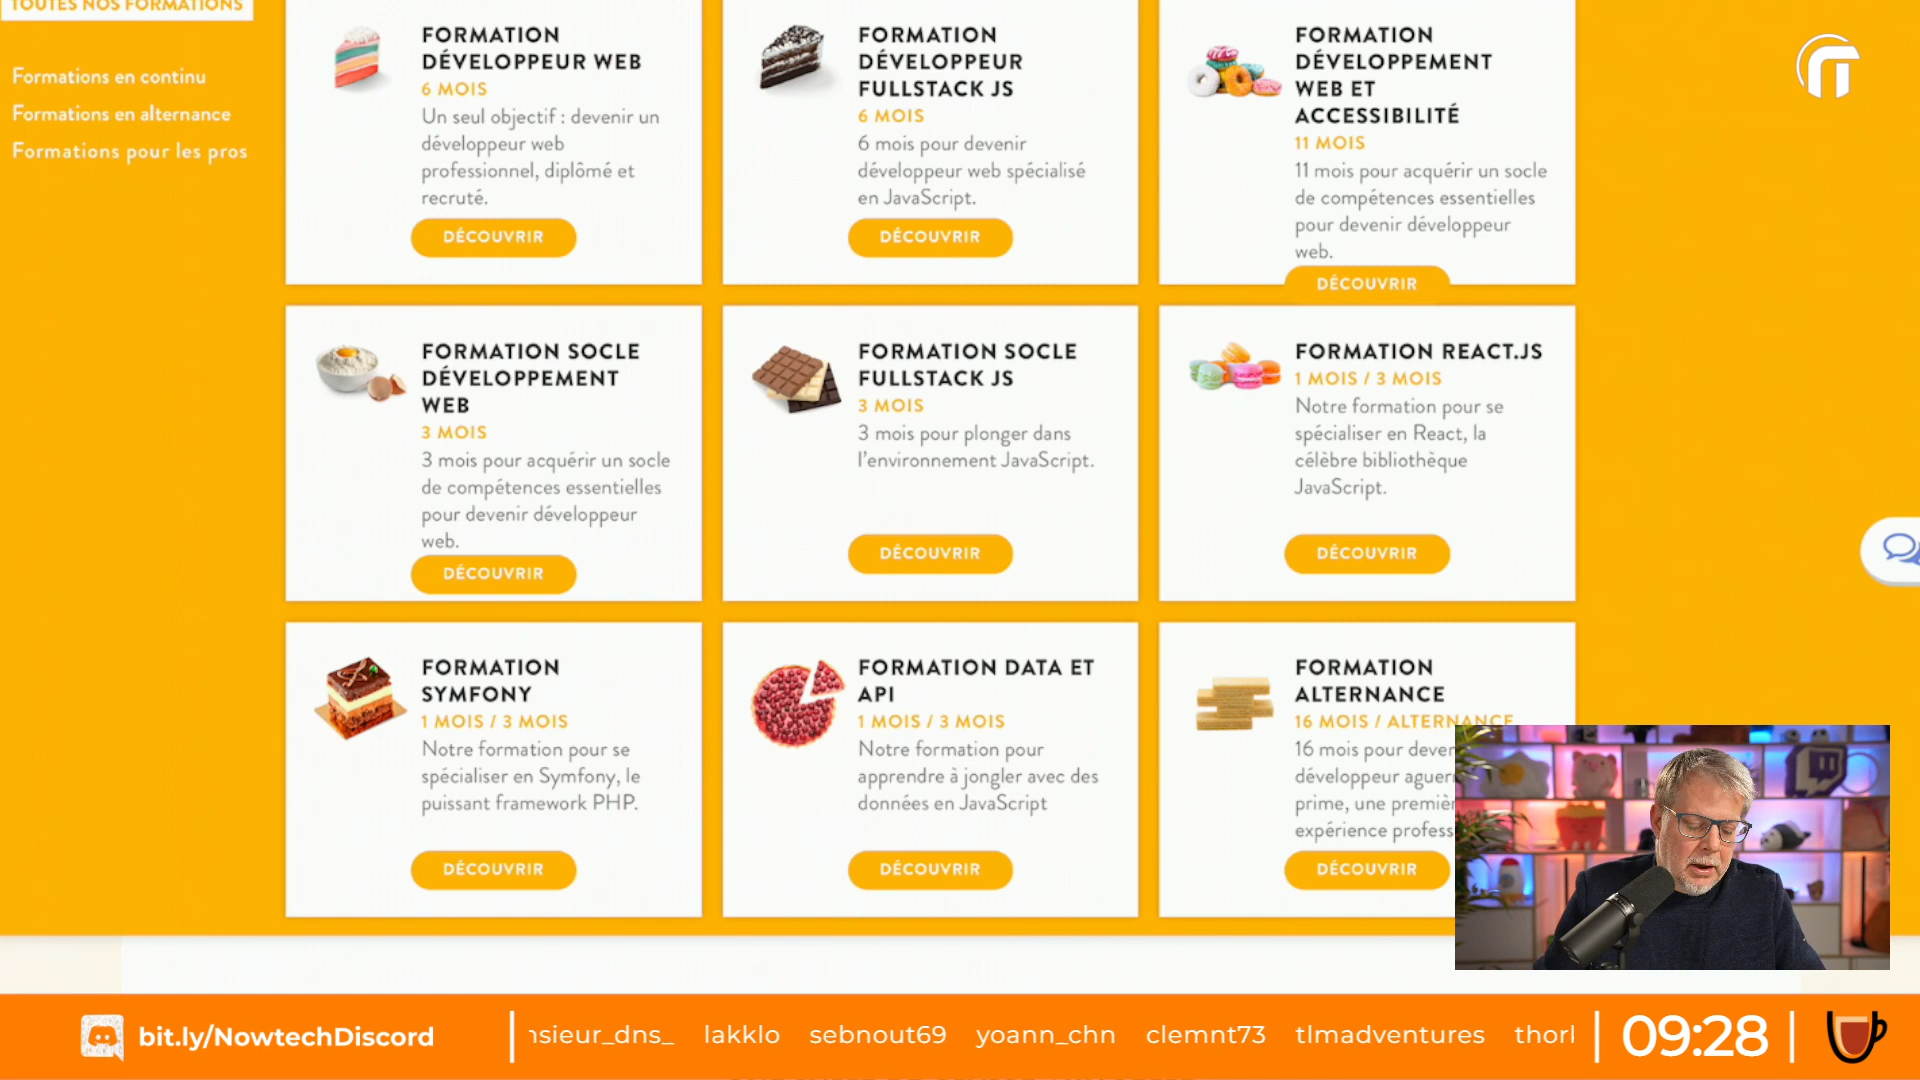 TOUTES NOS FORMATIONS
Formations en continu
Formations en alternance
Formations pour les pros
FORMATION
DÉVELOPPEUR WEB
6 MOIS
Un seul objectif : devenir un
développeur web
professionnel, diplômé et
recruté.
DÉCOUVRIR
FORMATION
DÉVELOPPEUR
FULLSTACK JS
6 MOIS
6 mois pour devenir
développeur web spécialisé
en JavaScript.
DÉCOUVRIR
FORMATION
DÉVELOPPEMENT
WEB ET
ACCESSIBILITÉ
11 MOIS
11 mois pour acquérir un socle
de compétences essentielles
pour devenir développeur
web.
DÉCOUVRIR
FORMATION SOCLE
DÉVELOPPEMENT
WEB
3 MOIS
3 mois pour acquérir un socle
de compétences essentielles
pour devenir développeur
web.
DÉCOUVRIR
FORMATION SOCLE
FULLSTACK JS
3 MOIS
3 mois pour plonger dans
l'environnement JavaScript.
DÉCOUVRIR
FORMATION REACT.JS
1 MOIS / 3 MOIS
Notre formation pour se
spécialiser en React, la
célèbre bibliothèque
JavaScript.
DÉCOUVRIR
FORMATION
SYMFONY
1 MOIS / 3 MOIS
Notre formation pour se
spécialiser en Symfony, le
puissant framework PHP.
DÉCOUVRIR
FORMATION DATA ET
API
1 MOIS / 3 MOIS
Notre formation pour
apprendre à jongler avec des
données en JavaScript
DÉCOUVRIR
FORMATION
ALTERNANCE
16 MOIS / ALTERNANCE
16 mois pour deven
développeur aguer
prime, une premièr
expérience profess
DÉCOUVRIR
bit.ly/NowtechDiscord
nsieur_dns_ lakklo sebnout69 yoann_chn clemnt73 tlmadventures thorl
09:28